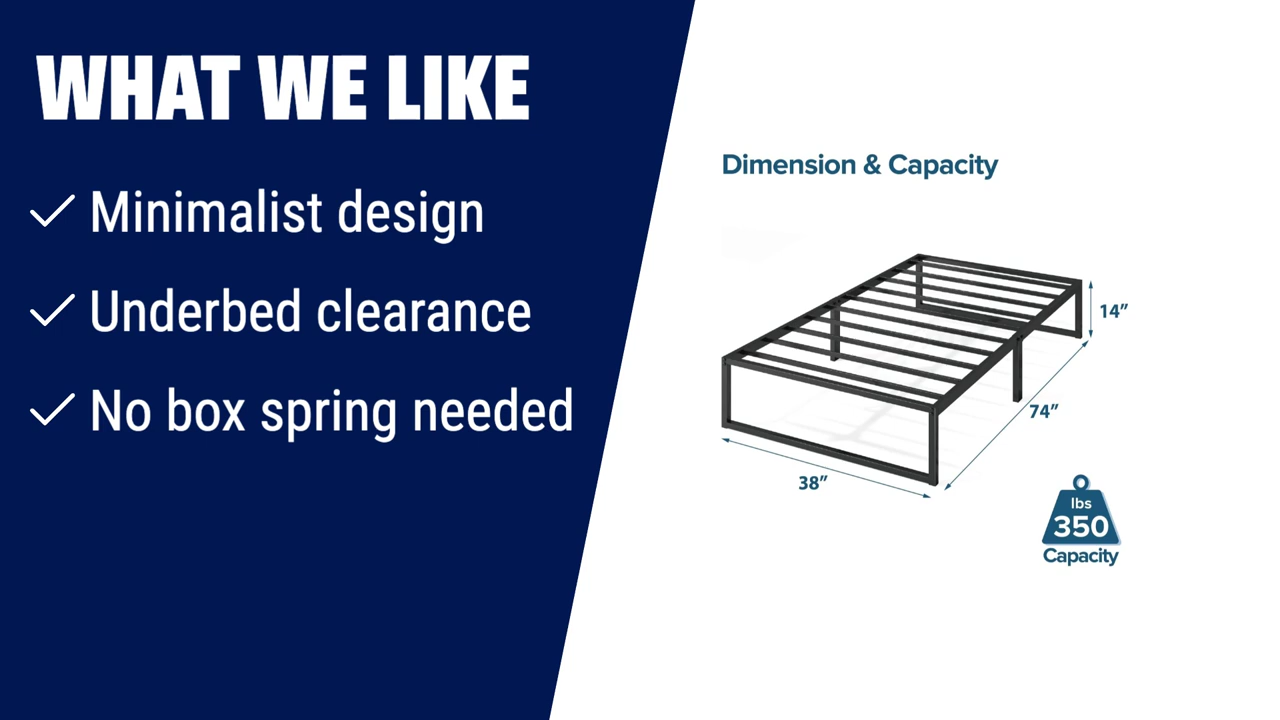 WHAT WE LIKE
Minimalist design
Underbed clearance
No box spring needed
Dimension & Capacity
14”
74”
38”
lbs
350
Capacity